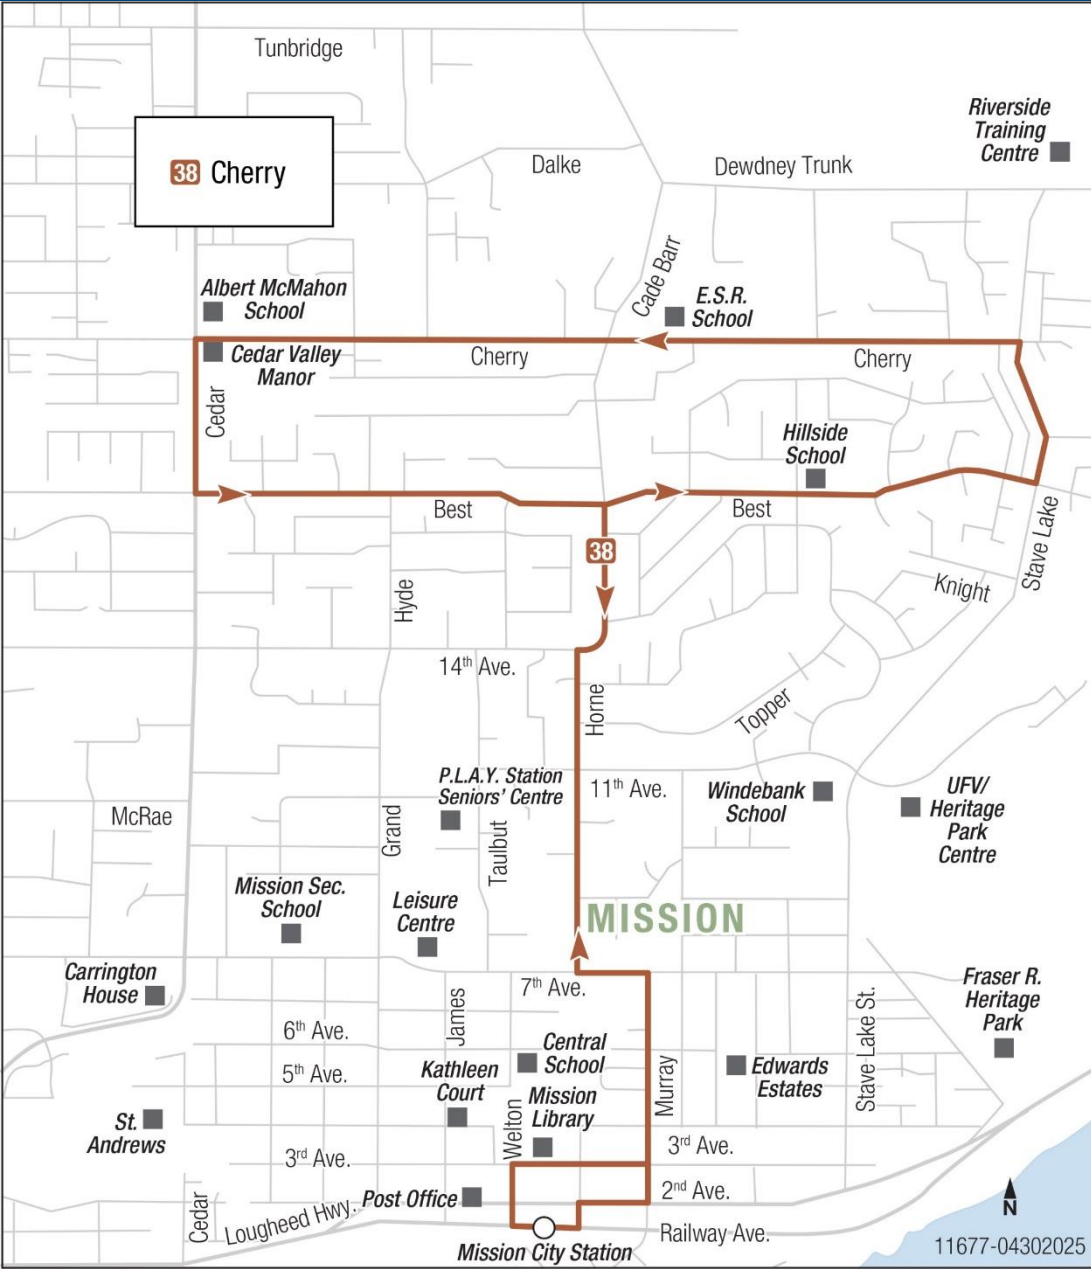 Tunbridge
Riverside
Training
Centre
38 Cherry
Dalke
Dewdney Trunk
Cade Barr
Albert McMahon
School
E.S.R.
School
Cedar Valley
Manor
Cherry
Cherry
Cedar
Hillside
School
Best
Best
Stave Lake
38
Knight
Hyde
14th Ave.
Horne
Topper
P.L.A.Y. Station
Seniors' Centre
11th Ave.
Windebank
School
UFV/
Heritage
Park
Centre
McRae
Grand
Taulbut
Mission Sec.
School
Leisure
Centre
MISSION
Carrington
House
7th Ave.
Fraser R.
Heritage
Park
James
6th Ave.
Stave Lake St.
Central
School
5th Ave.
Kathleen
Court
Edwards
Estates
Murray
Mission
Library
Welton
St.
Andrews
3rd Ave.
3rd Ave.
2nd Ave.
Post Office
Cedar
Lougheed Hwy.
Railway Ave.
Mission City Station
N
11677-04302025